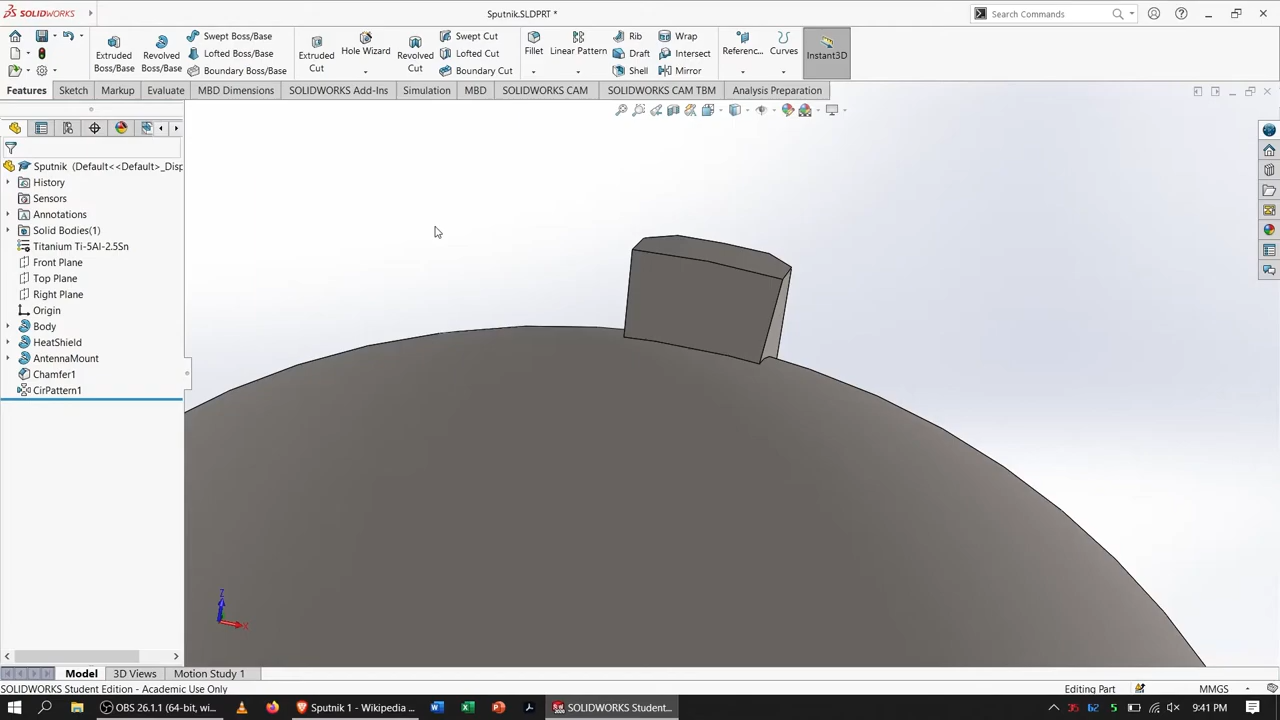 SOLIDWORKS
Sputnik.SLDPRT *
Search Commands
Extruded Boss/Base
Revolved Boss/Base
Swept Boss/Base
Lofted Boss/Base
Boundary Boss/Base
Extruded Cut
Hole Wizard
Revolved Cut
Swept Cut
Lofted Cut
Boundary Cut
Fillet
Linear Pattern
Rib
Draft
Shell
Wrap
Intersect
Mirror
Referenc...
Curves
Instant3D
Features
Sketch
Markup
Evaluate
MBD Dimensions
SOLIDWORKS Add-Ins
Simulation
MBD
SOLIDWORKS CAM
SOLIDWORKS CAM TBM
Analysis Preparation
Sputnik (Default<<Default>_Disp
History
Sensors
Annotations
Solid Bodies(1)
Titanium Ti-5Al-2.5Sn
Front Plane
Top Plane
Right Plane
Origin
Body
HeatShield
AntennaMount
Chamfer1
CirPattern1
Z
X
Model
3D Views
Motion Study 1
SOLIDWORKS Student Edition - Academic Use Only
Editing Part
MMGS
OBS 26.1.1 (64-bit, wi...
Sputnik 1 - Wikipedia ...
SOLIDWORKS Student...
35
62
5
9:41 PM